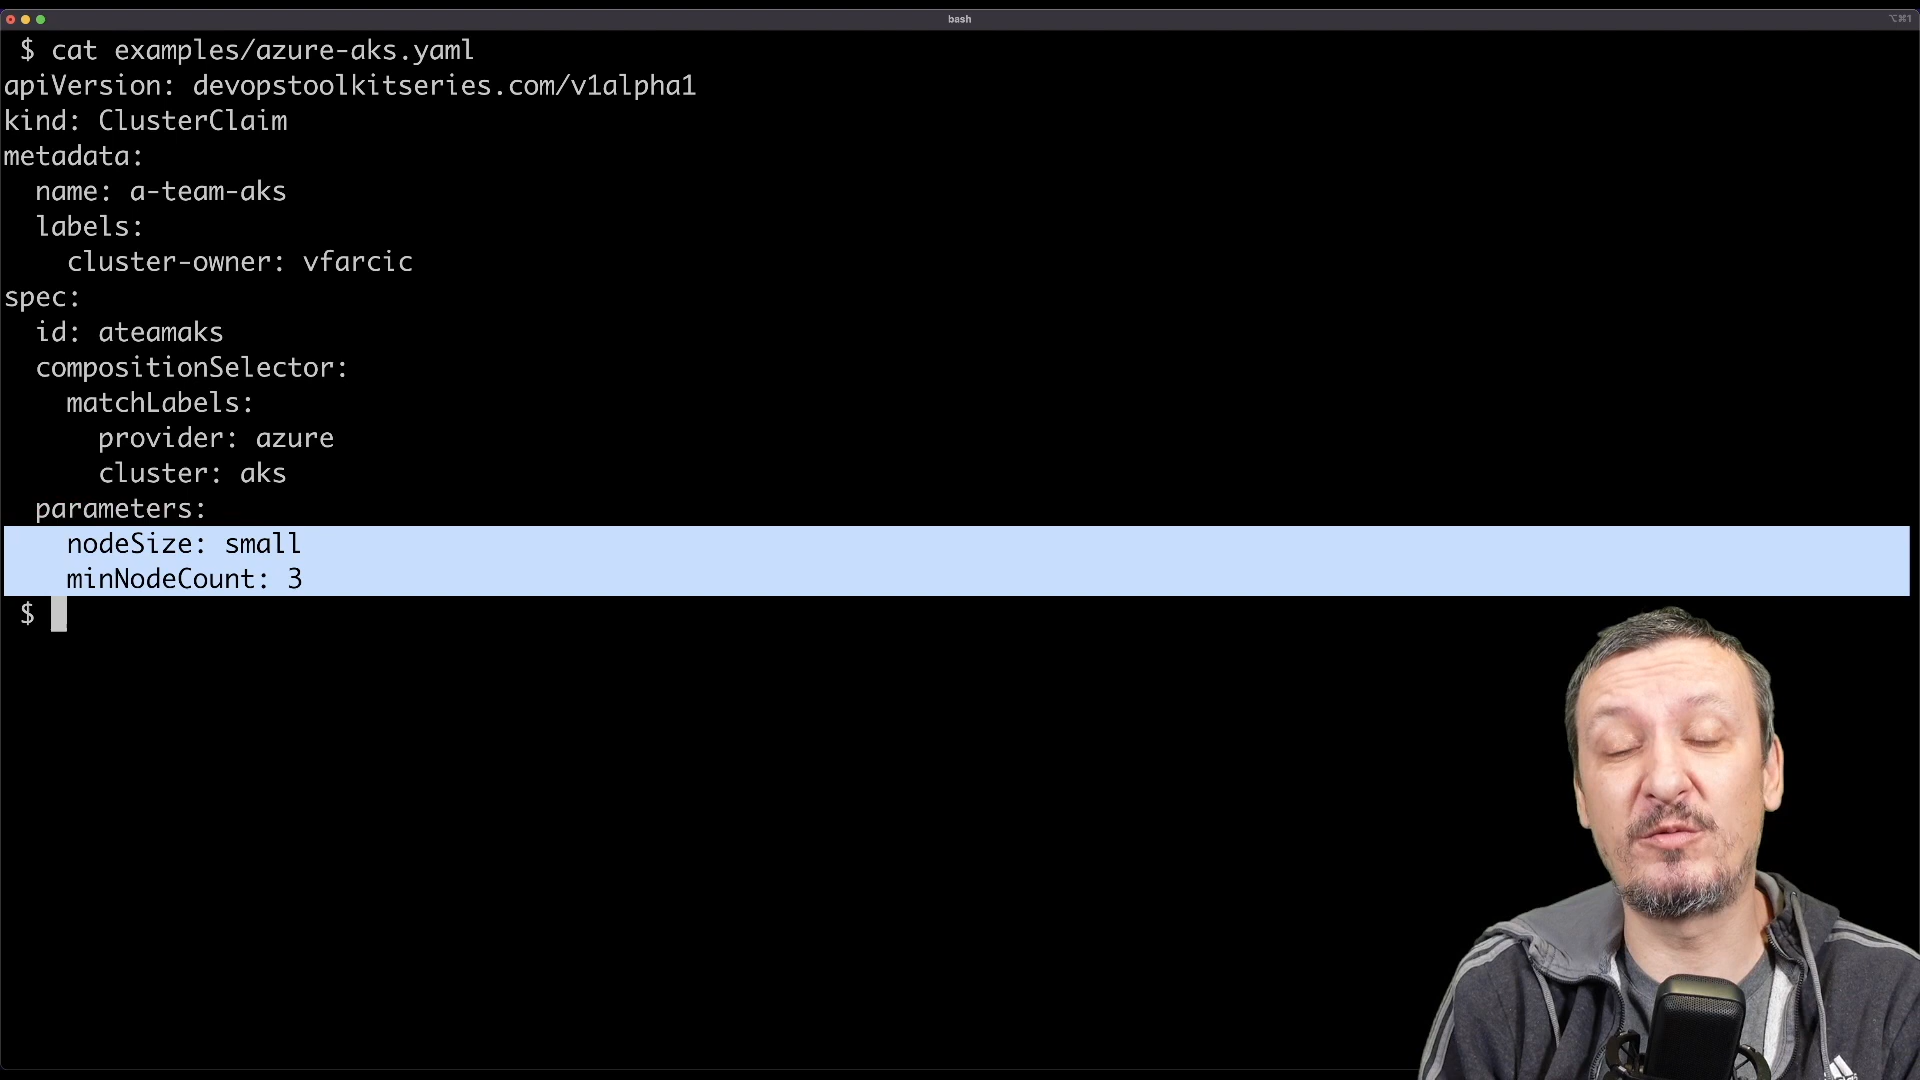 bash
⌥⌘1
$ cat examples/azure-aks.yaml
apiVersion: devopstoolkitseries.com/v1alpha1
kind: ClusterClaim
metadata:
  name: a-team-aks
  labels:
    cluster-owner: vfarcic
spec:
  id: ateamaks
  compositionSelector:
    matchLabels:
      provider: azure
      cluster: aks
  parameters:
    nodeSize: small
    minNodeCount: 3
$